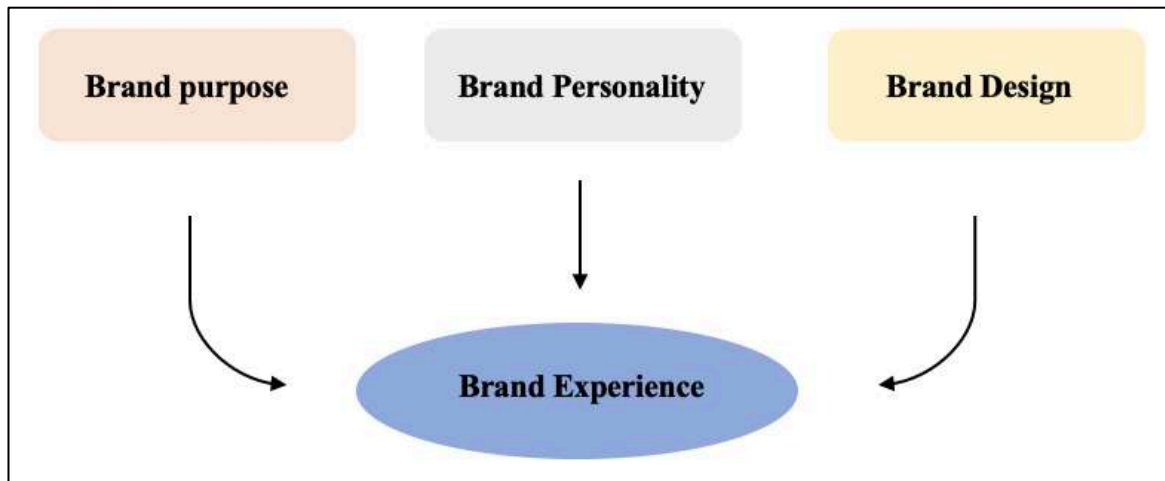 Brand purpose
Brand Personality
Brand Design
Brand Experience